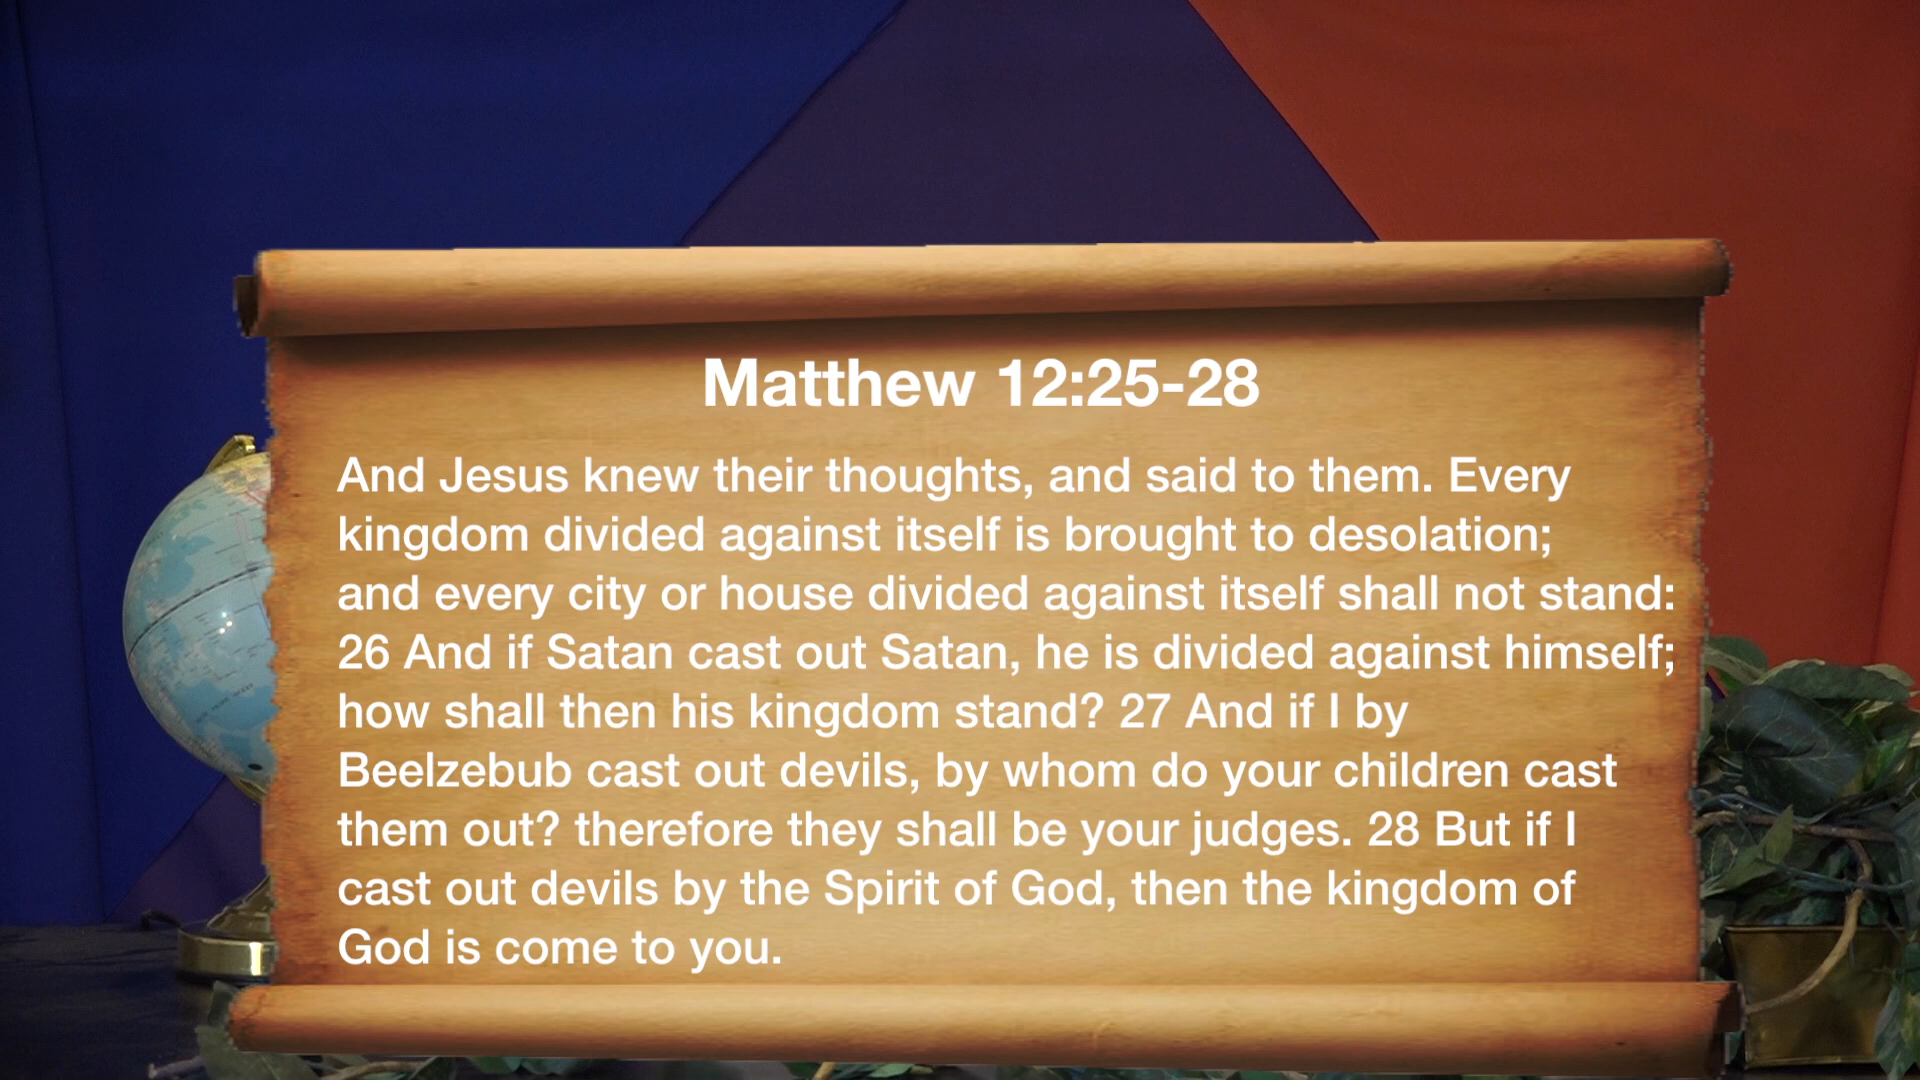 Matthew 12:25-28
And Jesus knew their thoughts, and said to them. Every
kingdom divided against itself is brought to desolation;
and every city or house divided against itself shall not stand:
26 And if Satan cast out Satan, he is divided against himself;
how shall then his kingdom stand? 27 And if I by
Beelzebub cast out devils, by whom do your children cast
them out? therefore they shall be your judges. 28 But if I
cast out devils by the Spirit of God, then the kingdom of
God is come to you.